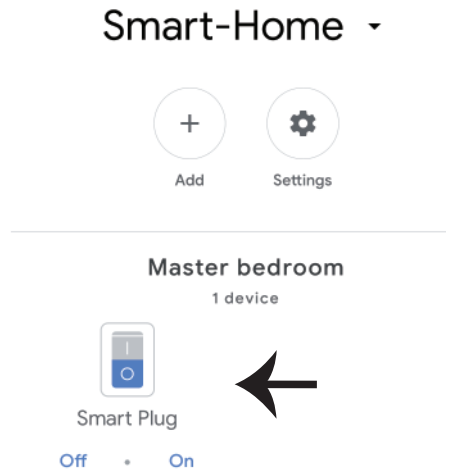 Smart-Home
Add
Settings
Master bedroom
1 device
Smart Plug
Off • On